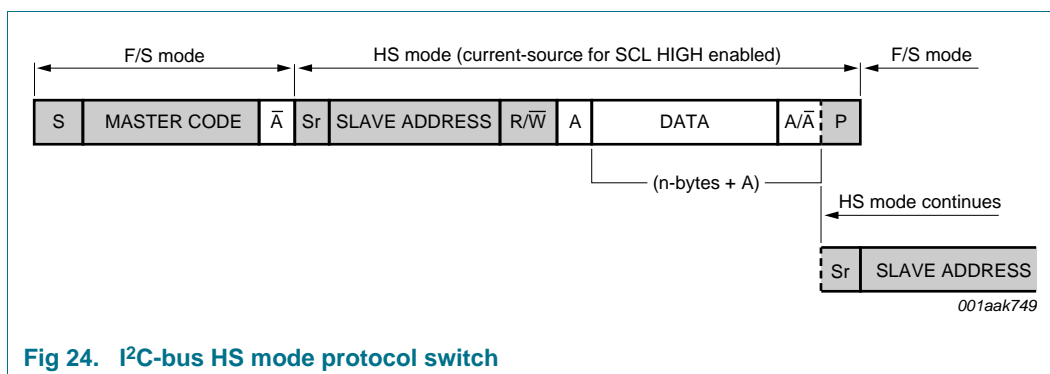 F/S mode HS mode (current-source for SCL HIGH enabled) F/S mode
S MASTER CODE A̅ Sr SLAVE ADDRESS R/W̅ A DATA A/A̅ P
(n-bytes + A)
HS mode continues
Sr SLAVE ADDRESS
001aak749
Fig 24. I²C-bus HS mode protocol switch